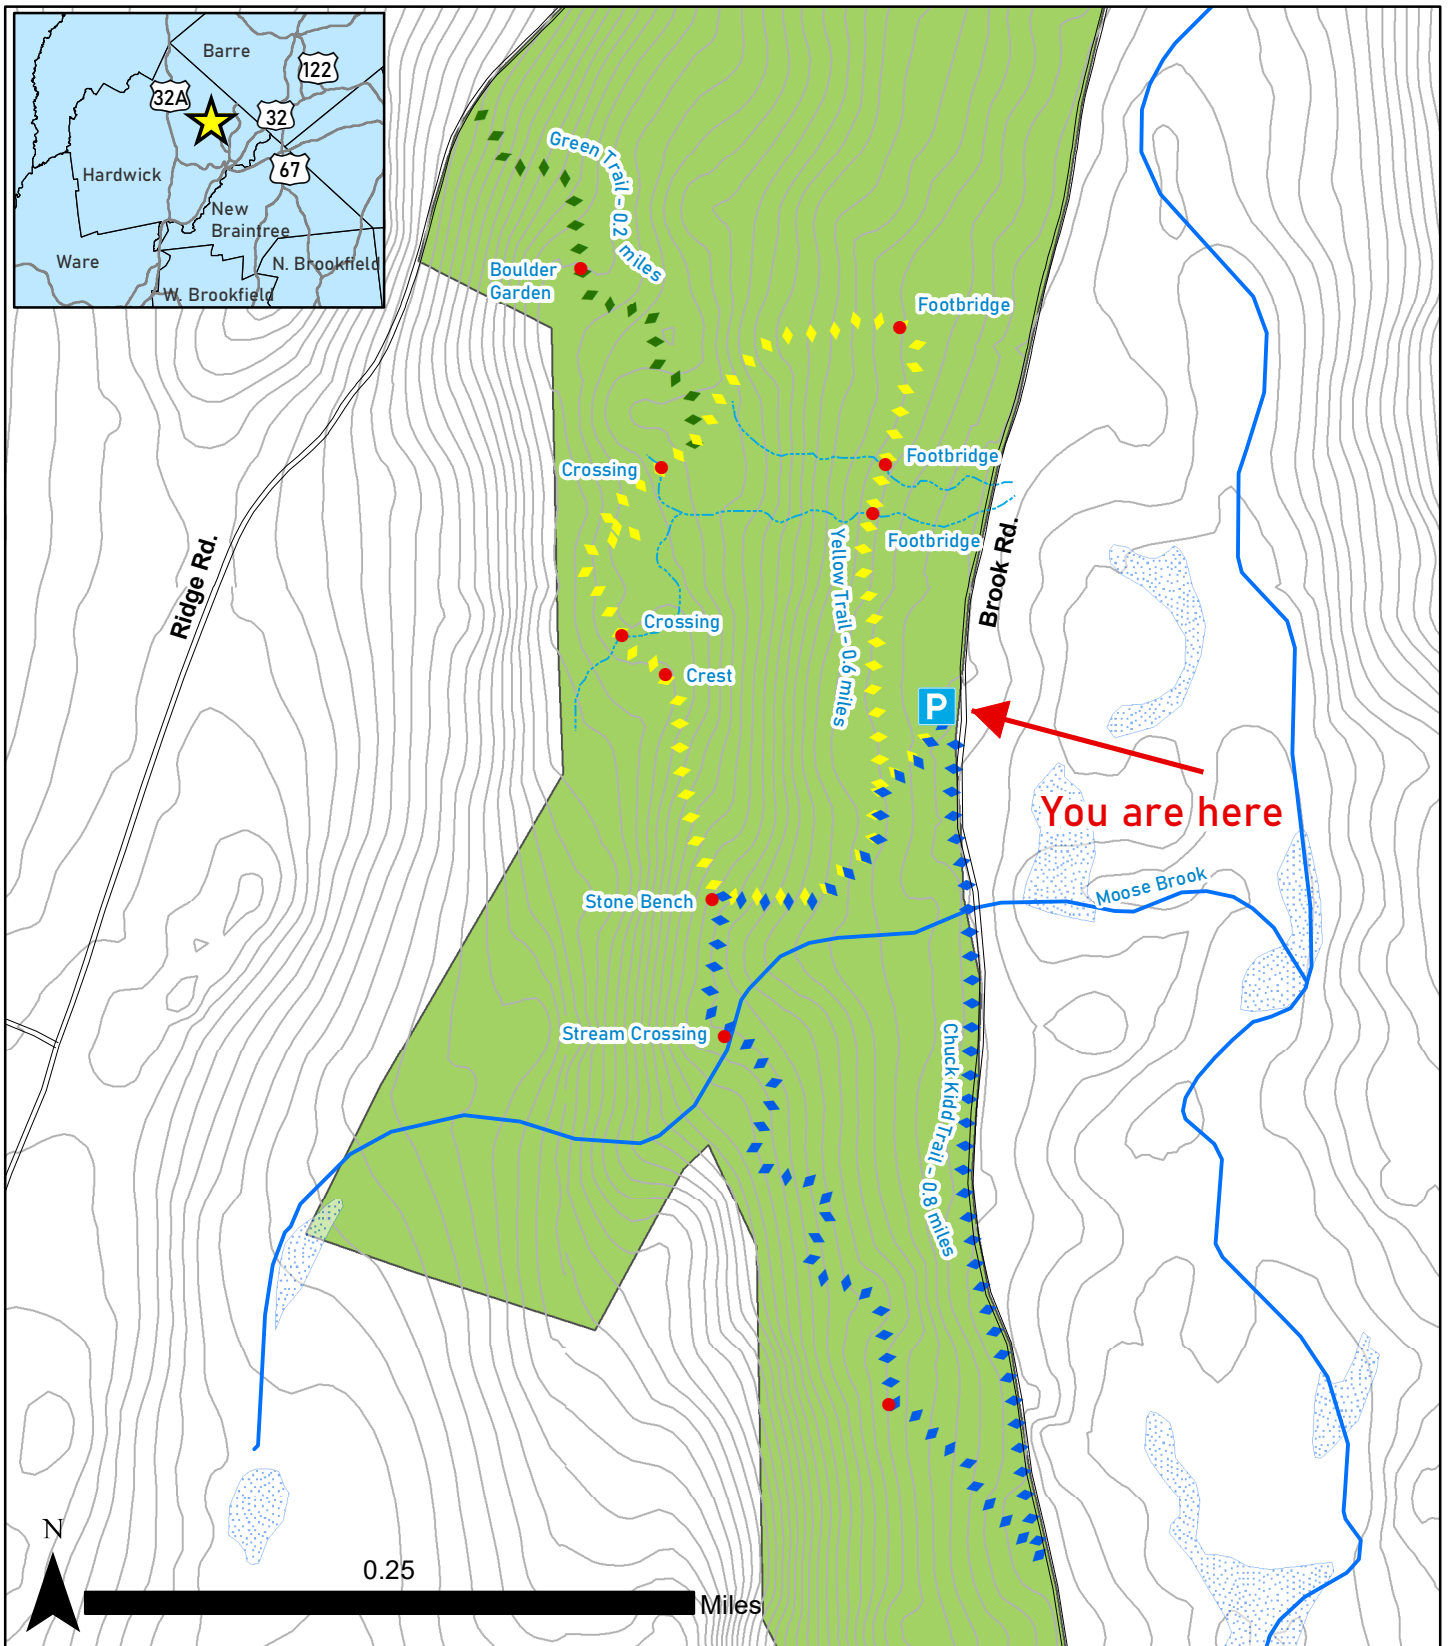 Barre
122
32A
32
67
Hardwick
New
Braintree
Ware
N. Brookfield
W. Brookfield
Green Trail - 0.2 miles
Boulder
Garden
Footbridge
Crossing
Footbridge
Footbridge
Ridge Rd.
Brook Rd.
Yellow Trail - 0.6 miles
Crossing
Crest
P
You are here
Moose Brook
Stone Bench
Stream Crossing
Chuck Kidd Trail - 0.8 miles
N
0.25
Miles